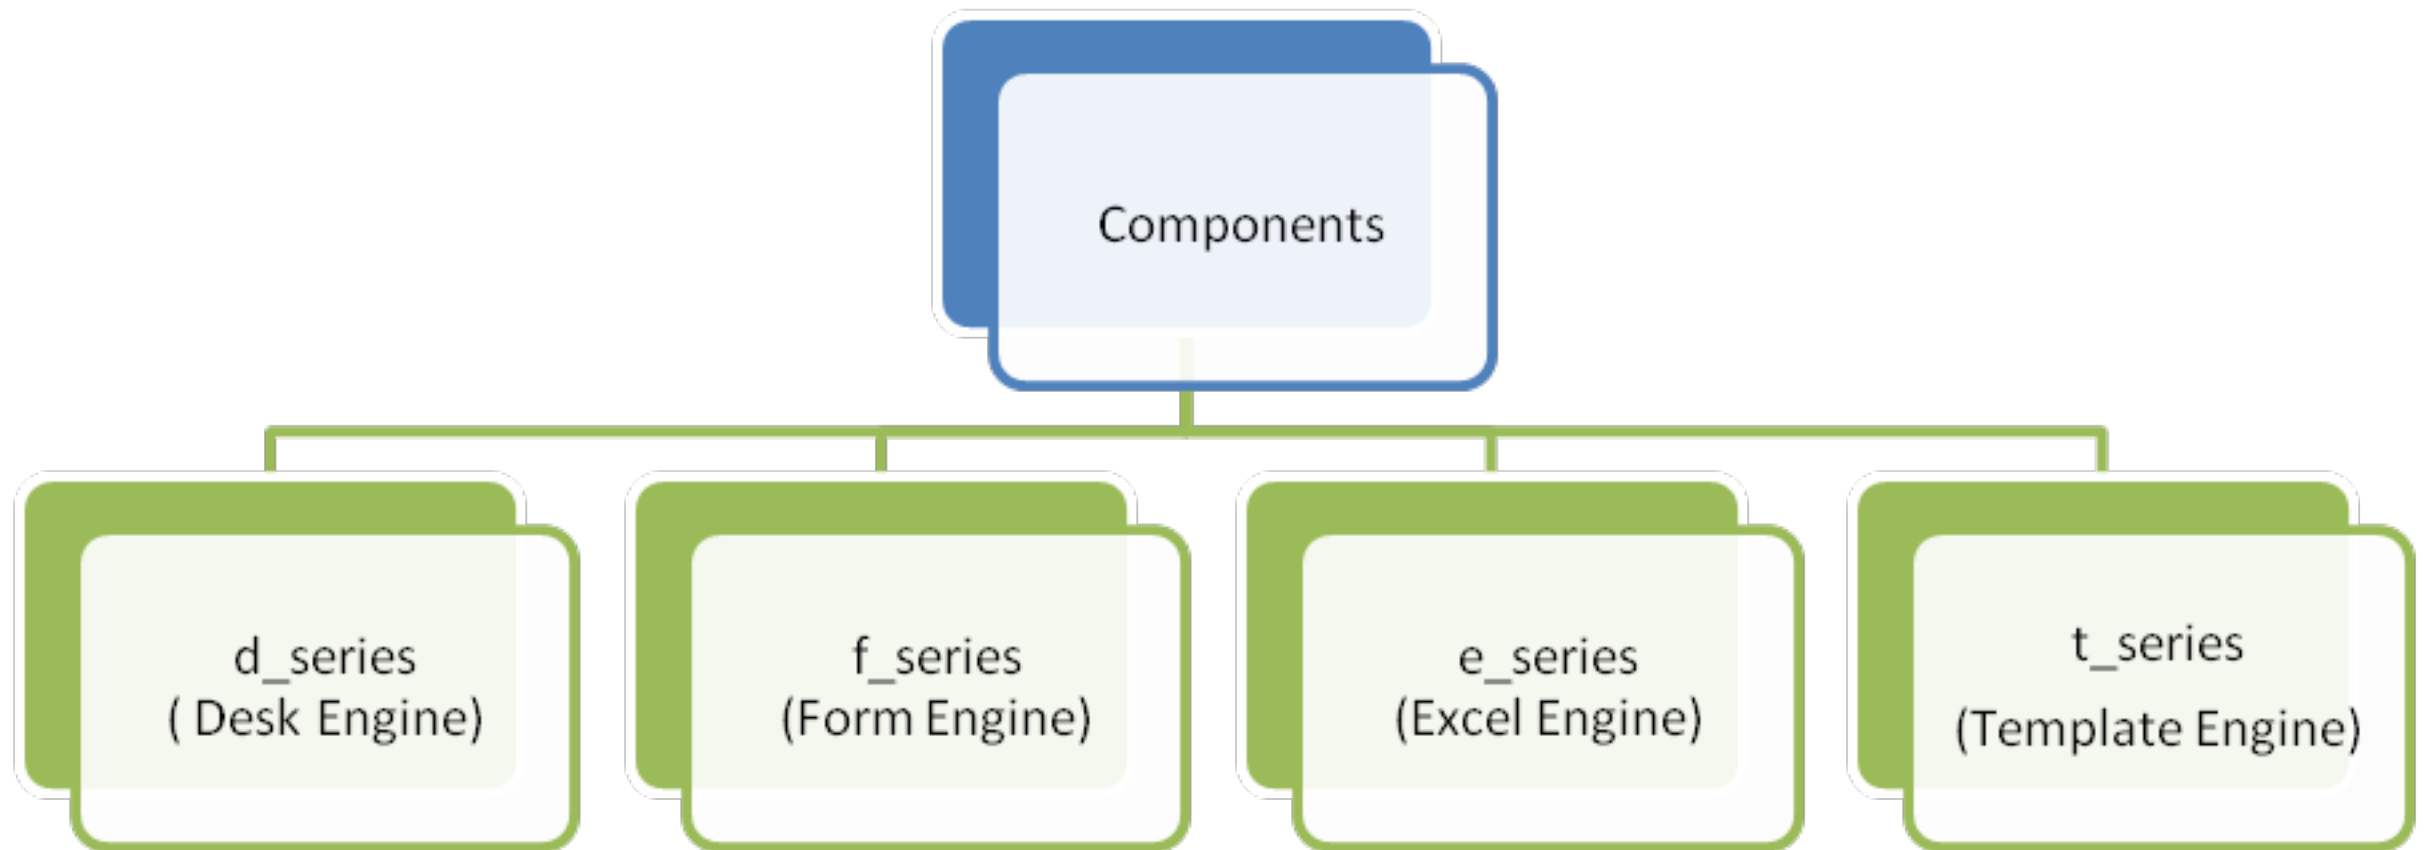 Components
d_series
( Desk Engine)
f_series
(Form Engine)
e_series
(Excel Engine)
t_series
(Template Engine)